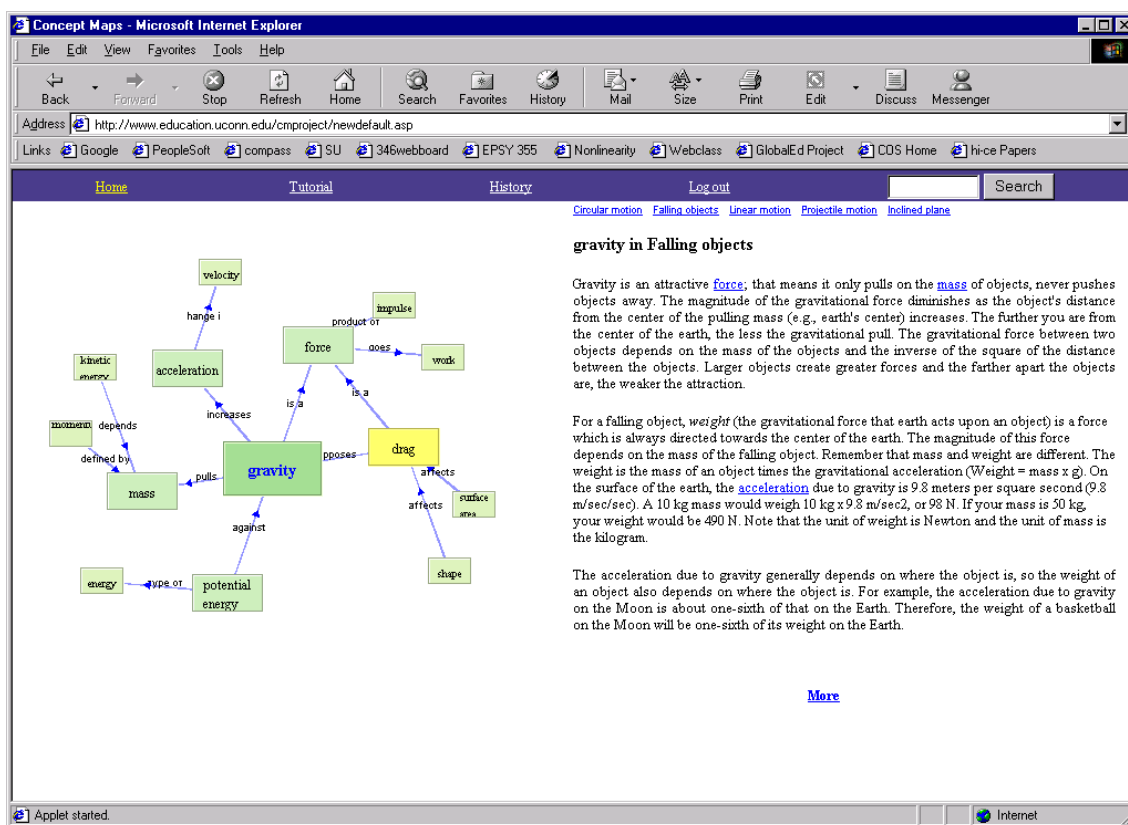 Concept Maps - Microsoft Internet Explorer
File Edit View Favorites Tools Help
Back Forward Stop Refresh Home Search Favorites History Mail Size Print Edit Discuss Messenger
Address http://www.education.uconn.edu/cmproject/newdefault.asp
Links Google PeopleSoft compass SU 346webboard EPSY 355 Nonlinearity Webclass GlobalEd Project COS Home hi-ce Papers
Home Tutorial History Log out Search
Circular motion Falling objects Linear motion Projectile motion Inclined plane
velocity
hange i
impulse
product of
force
goes
work
kinetic
energy
acceleration
is a
is a
increases
momentu
depends
defined by
gravity
pposes
drag
pulls
mass
affects
surface
area
affects
against
shape
energy
type of
potential
energy
gravity in Falling objects
Gravity is an attractive force; that means it only pulls on the mass of objects, never pushes
objects away. The magnitude of the gravitational force diminishes as the object's distance
from the center of the pulling mass (e.g., earth's center) increases. The further you are from
the center of the earth, the less the gravitational pull. The gravitational force between two
objects depends on the mass of the objects and the inverse of the square of the distance
between the objects. Larger objects create greater forces and the farther apart the objects
are, the weaker the attraction.
For a falling object, weight (the gravitational force that earth acts upon an object) is a force
which is always directed towards the center of the earth. The magnitude of this force
depends on the mass of the falling object. Remember that mass and weight are different. The
weight is the mass of an object times the gravitational acceleration (Weight = mass x g). On
the surface of the earth, the acceleration due to gravity is 9.8 meters per square second (9.8
m/sec/sec). A 10 kg mass would weigh 10 kg x 9.8 m/sec2, or 98 N. If your mass is 50 kg,
your weight would be 490 N. Note that the unit of weight is Newton and the unit of mass is
the kilogram.
The acceleration due to gravity generally depends on where the object is, so the weight of
an object also depends on where the object is. For example, the acceleration due to gravity
on the Moon is about one-sixth of that on the Earth. Therefore, the weight of a basketball
on the Moon will be one-sixth of its weight on the Earth.
More
Applet started.
Internet